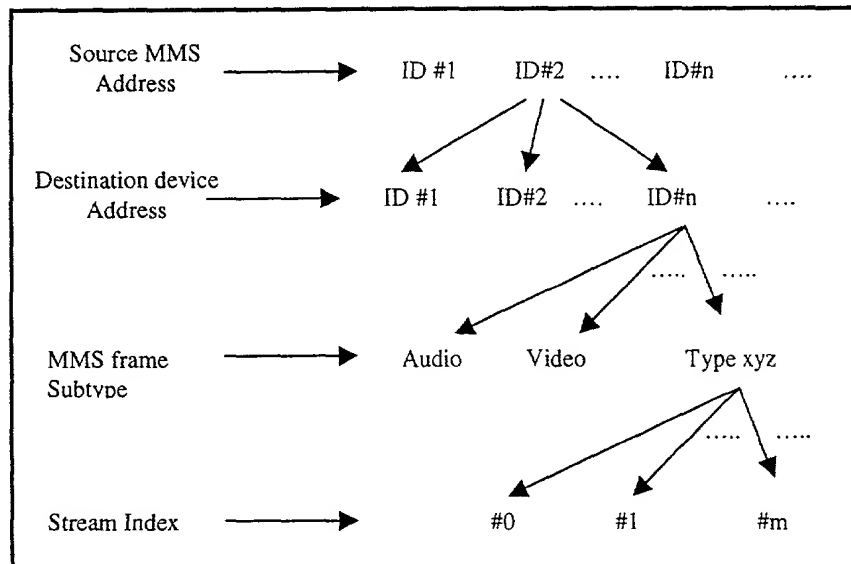 Source MMS
Address
ID #1 ID#2 .... ID#n ....
Destination device
Address
ID #1 ID#2 .... ID#n ....
..... .....
MMS frame
Subtype
Audio Video Type xyz
..... .....
Stream Index
#0 #1 #m